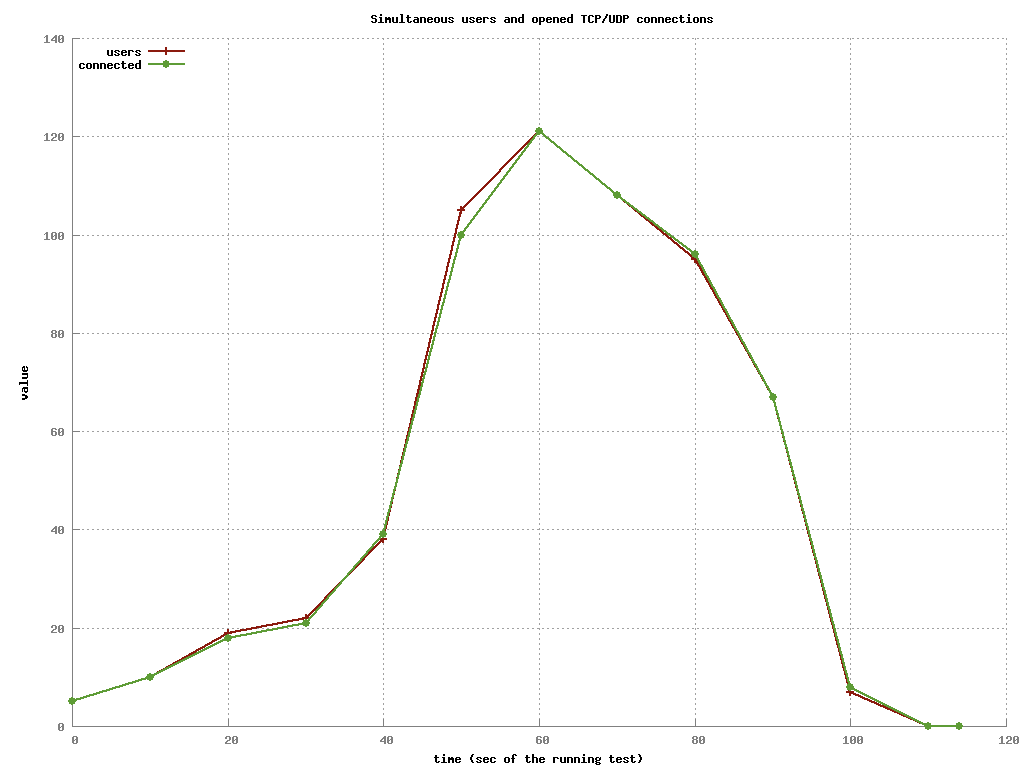 Simultaneous users and opened TCP/UDP connections
140
users
connected
120
100
80
value
60
40
20
0
0 20 40 60 80 100 120
time (sec of the running test)